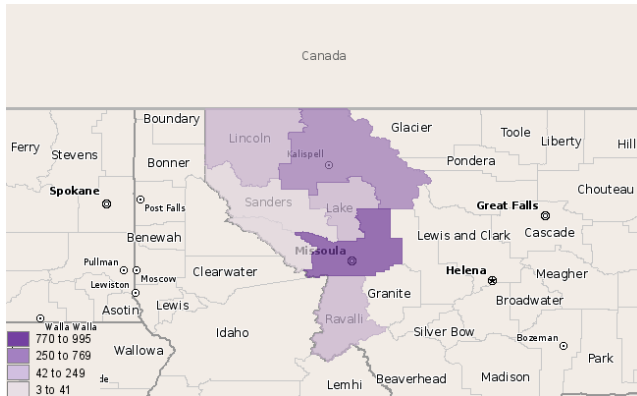 Canada
Boundary
Glacier
Toole
Liberty
Hill
Lincoln
Ferry
Stevens
Kalispell
Bonner
Pondera
Spokane
Chouteau
Sanders
Lake
Post Falls
Great Falls
Benewah
Lewis and Clark
Cascade
Missoula
Pullman
Moscow
Clearwater
Helena
Meagher
Lewiston
Granite
Broadwater
Asotin
Lewis
Ravalli
Walla Walla
Idaho
Silver Bow
770 to 995
Bozeman
250 to 769
Wallowa
Park
42 to 249
de
Lemhi
Beaverhead
Madison
3 to 41